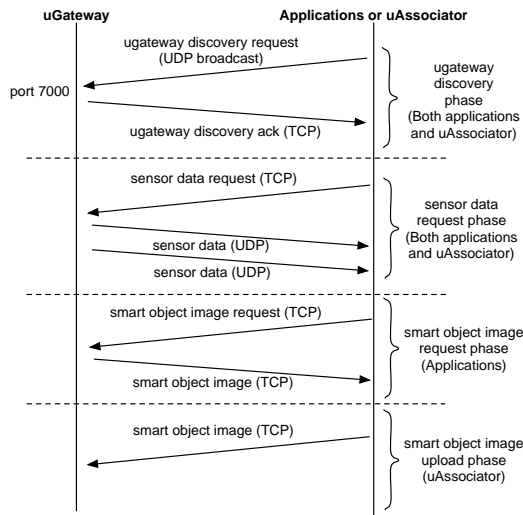 uGateway
Applications or uAssociator
ugateway discovery request
(UDP broadcast)
port 7000
ugateway discovery ack (TCP)
ugateway
discovery
phase
(Both applications
and uAssociator)
sensor data request (TCP)
sensor data (UDP)
sensor data (UDP)
sensor data
request phase
(Both applications
and uAssociator)
smart object image request (TCP)
smart object image (TCP)
smart object image
request phase
(Applications)
smart object image (TCP)
smart object image
upload phase
(uAssociator)